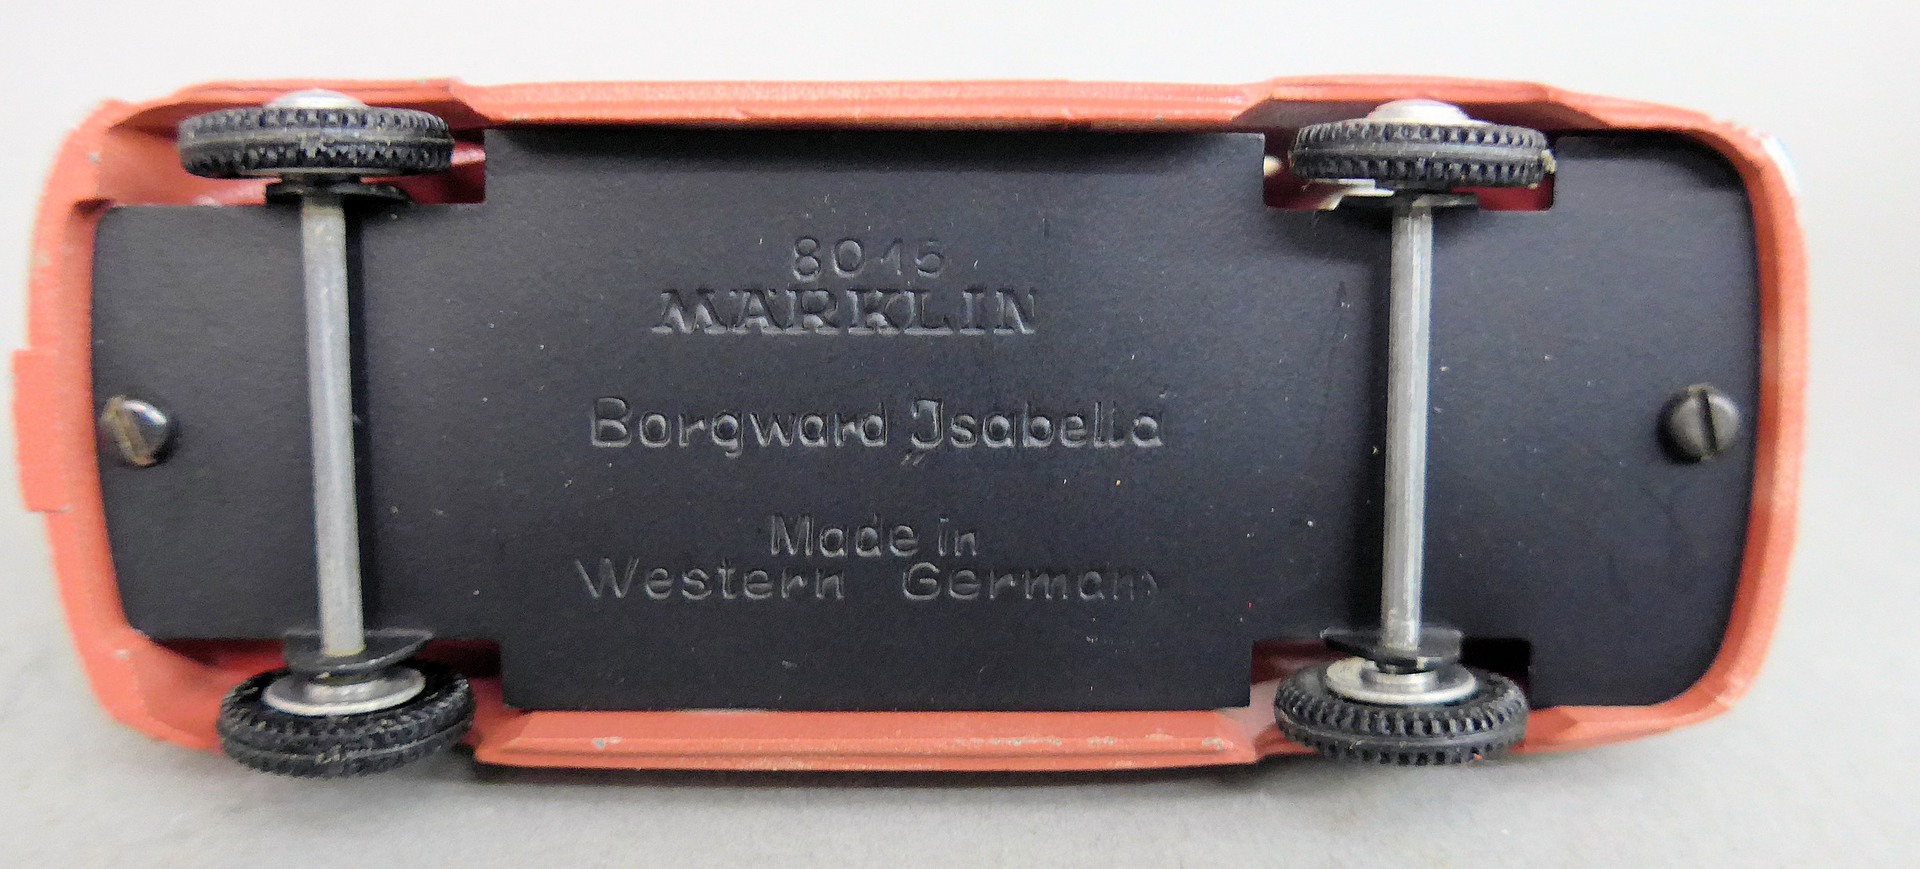 8015
MÄRKLIN
Borgward „Isabella"
Made in
Western Germany